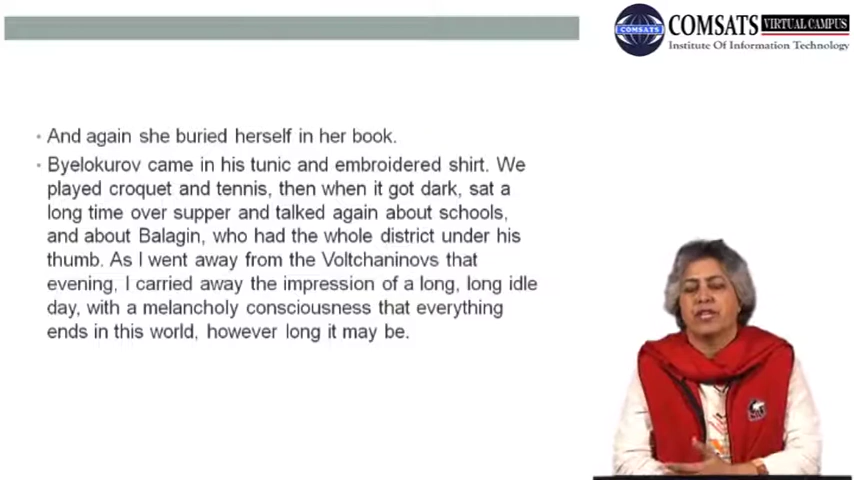 I COMSATS
COMSATS VIRTUAL CAMPUS
Institute Of Information Technology
• And again she buried herself in her book.
• Byelokurov came in his tunic and embroidered shirt. We
played croquet and tennis, then when it got dark, sat a
long time over supper and talked again about schools,
and about Balagin, who had the whole district under his
thumb. As I went away from the Voltchaninovs that
evening, I carried away the impression of a long, long idle
day, with a melancholy consciousness that everything
ends in this world, however long it may be.